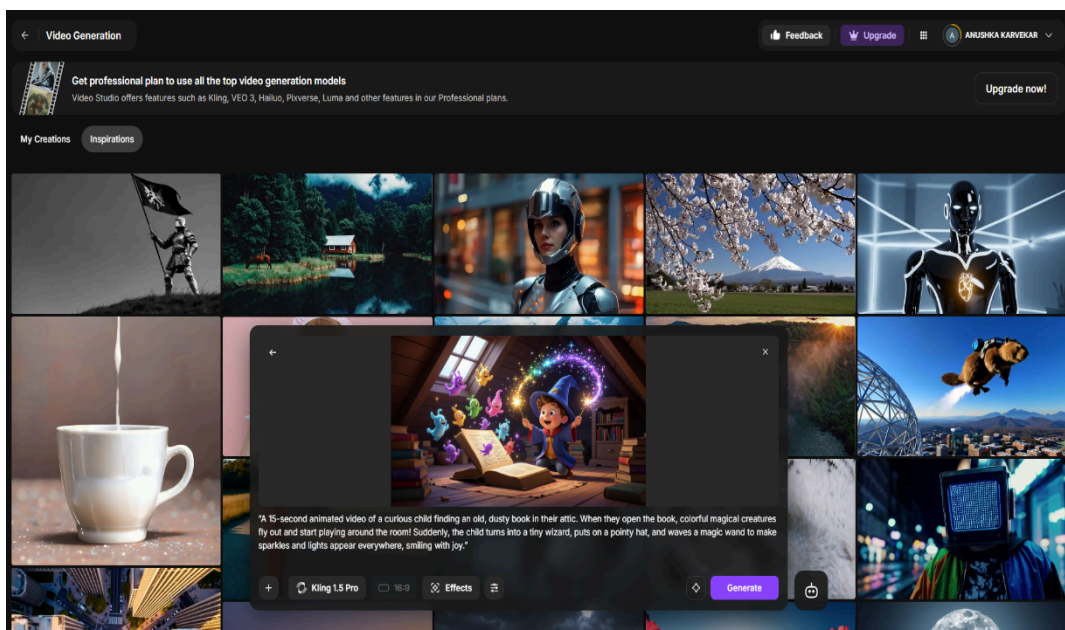 Video Generation
Feedback
Upgrade
A
ANUSHKA KARVEKAR
Get professional plan to use all the top video generation models
Video Studio offers features such as Kling, VEO 3, Hailuo, Pixverse, Luma and other features in our Professional plans.
Upgrade now!
My Creations
Inspirations
"A 15-second animated video of a curious child finding an old, dusty book in their attic. When they open the book, colorful magical creatures
fly out and start playing around the room! Suddenly, the child turns into a tiny wizard, puts on a pointy hat, and waves a magic wand to make
sparkles and lights appear everywhere, smiling with joy."
Kling 1.5 Pro
16:9
Effects
Generate